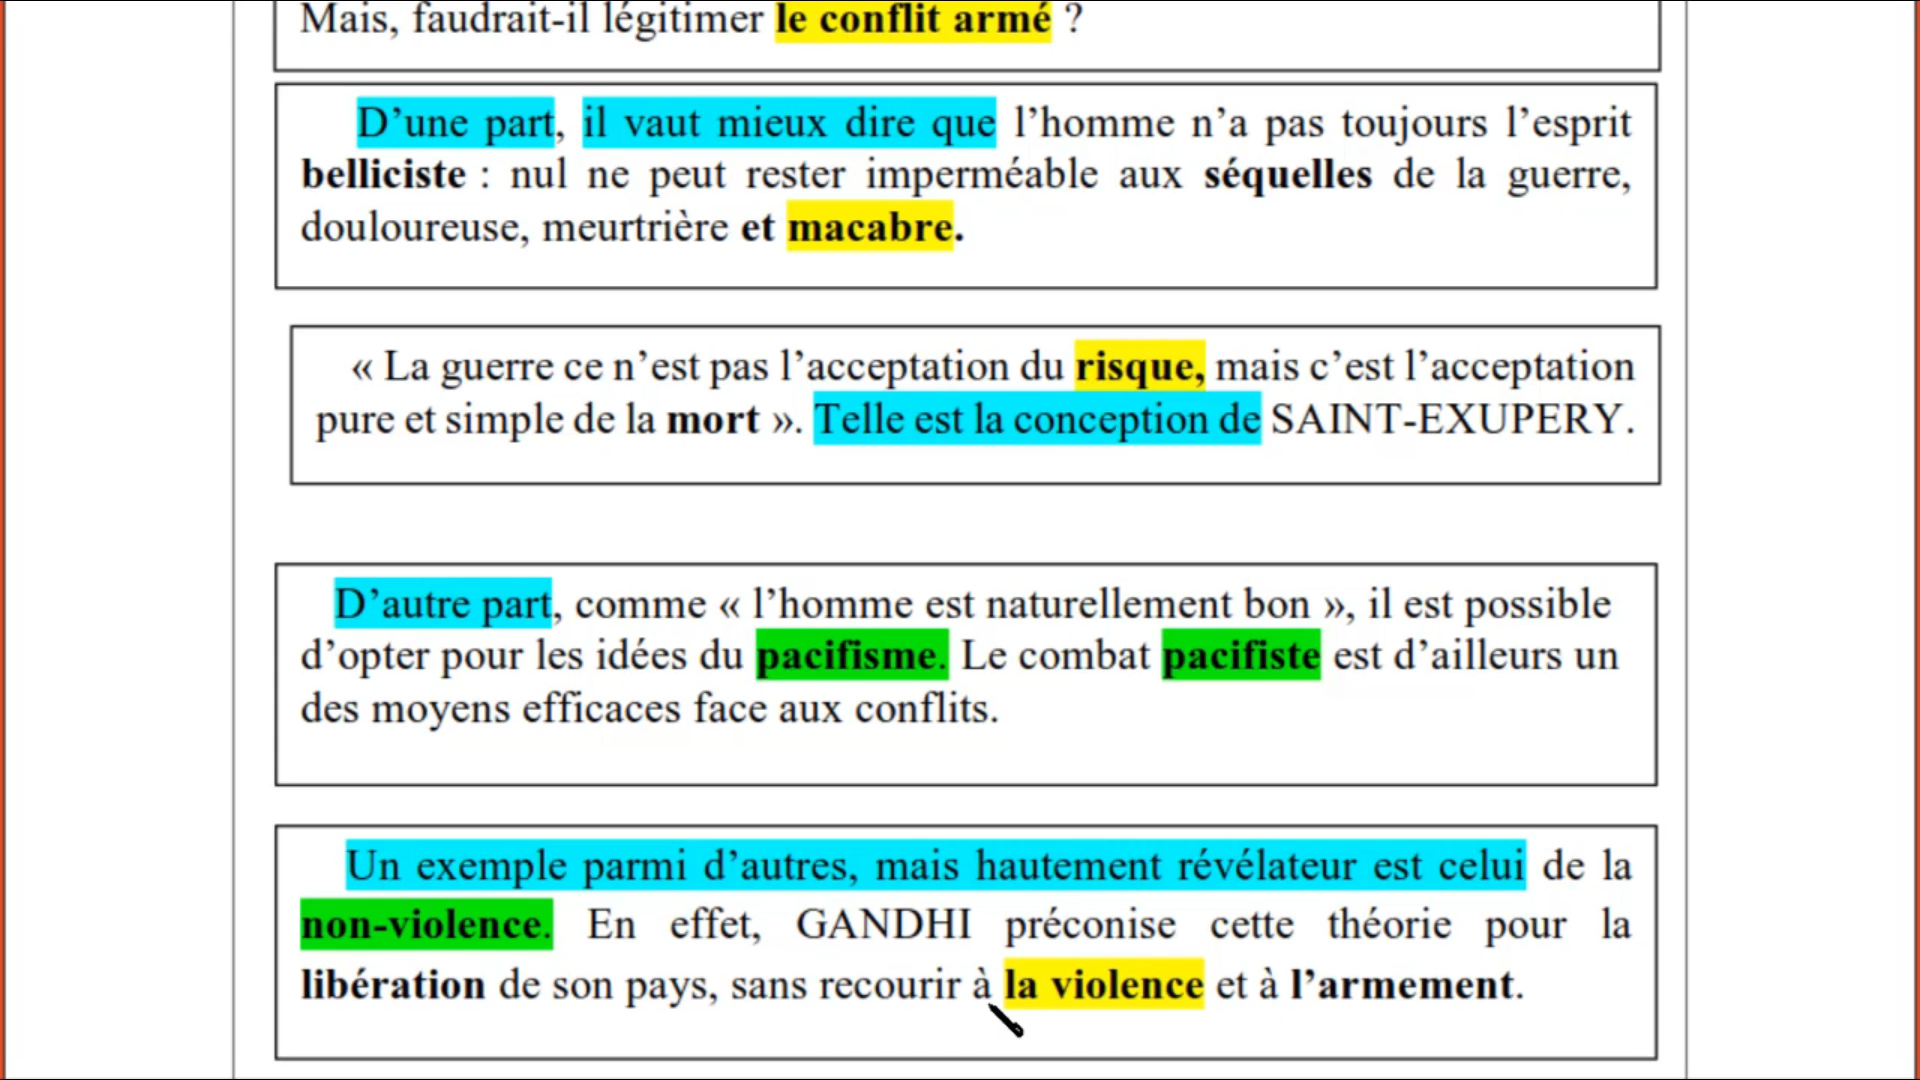 Mais, faudrait-il légitimer le conflit armé ?
D’une part, il vaut mieux dire que l’homme n’a pas toujours l’esprit
belliciste : nul ne peut rester imperméable aux séquelles de la guerre,
douloureuse, meurtrière et macabre.
« La guerre ce n’est pas l’acceptation du risque, mais c’est l’acceptation
pure et simple de la mort ». Telle est la conception de SAINT-EXUPERY.
D’autre part, comme « l’homme est naturellement bon », il est possible
d’opter pour les idées du pacifisme. Le combat pacifiste est d’ailleurs un
des moyens efficaces face aux conflits.
Un exemple parmi d’autres, mais hautement révélateur est celui de la
non-violence. En effet, GANDHI préconise cette théorie pour la
libération de son pays, sans recourir à la violence et à l’armement.